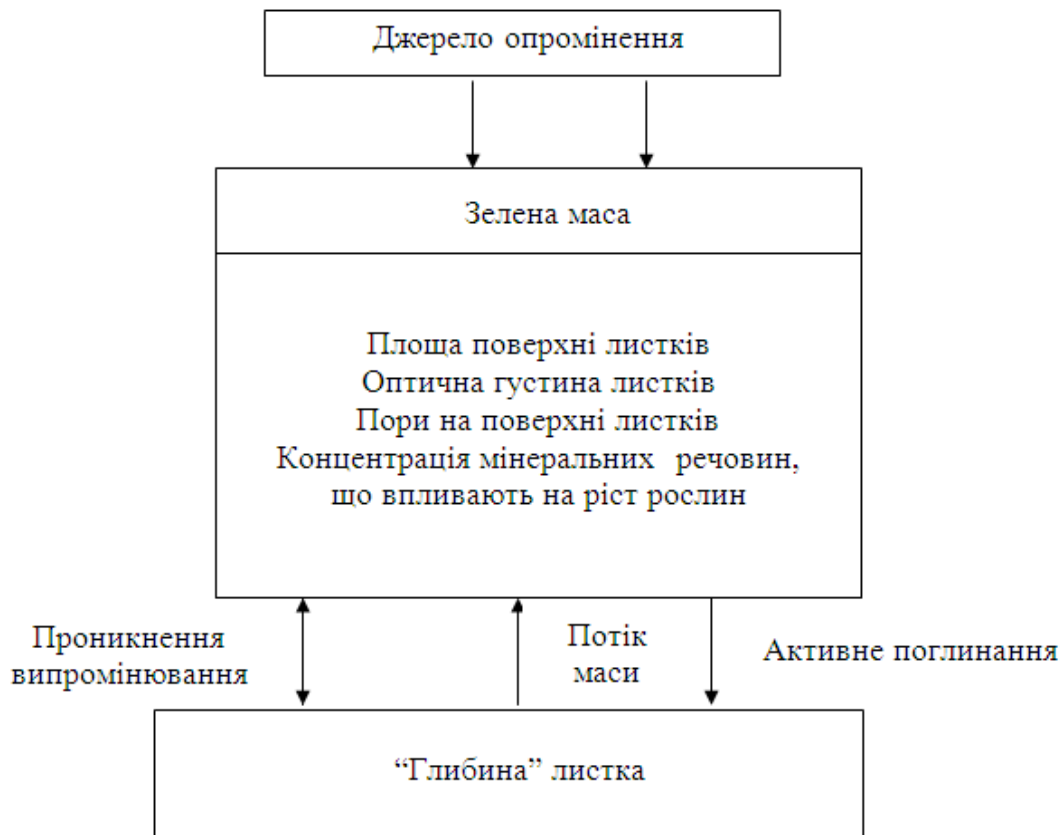 Джерело опромінення
Зелена маса
Площа поверхні листків
Оптична густина листків
Пори на поверхні листків
Концентрація мінеральних речовин,
що впливають на ріст рослин
Проникнення
випромінювання
Потік
маси
Активне поглинання
“Глибина” листка